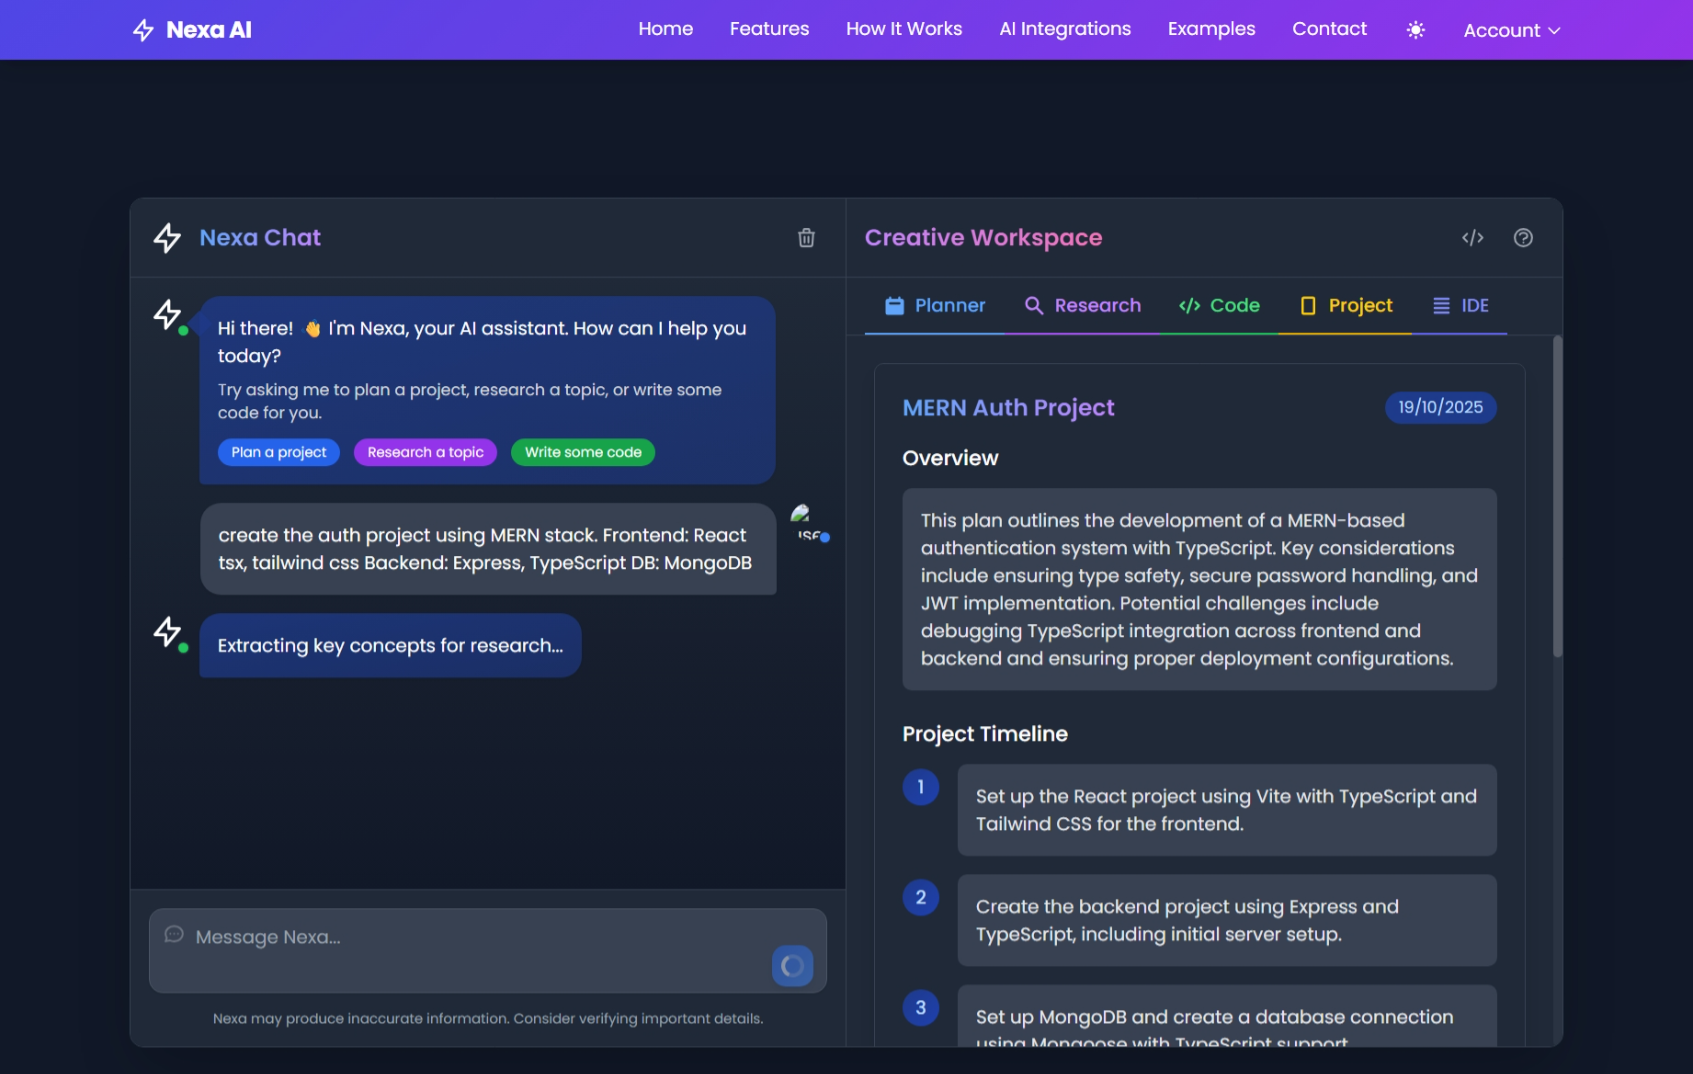 Nexa AI
Home
Features
How It Works
AI Integrations
Examples
Contact
Account
Nexa Chat
Hi there! 👋 I'm Nexa, your AI assistant. How can I help you
today?
Try asking me to plan a project, research a topic, or write some
code for you.
Plan a project
Research a topic
Write some code
create the auth project using MERN stack. Frontend: React
tsx, tailwind css Backend: Express, TypeScript DB: MongoDB
Extracting key concepts for research...
Message Nexa...
Nexa may produce inaccurate information. Consider verifying important details.
Creative Workspace
Planner
Research
Code
Project
IDE
MERN Auth Project
19/10/2025
Overview
This plan outlines the development of a MERN-based
authentication system with TypeScript. Key considerations
include ensuring type safety, secure password handling, and
JWT implementation. Potential challenges include
debugging TypeScript integration across frontend and
backend and ensuring proper deployment configurations.
Project Timeline
1
Set up the React project using Vite with TypeScript and
Tailwind CSS for the frontend.
2
Create the backend project using Express and
TypeScript, including initial server setup.
3
Set up MongoDB and create a database connection
using Mongoose with TypeScript support